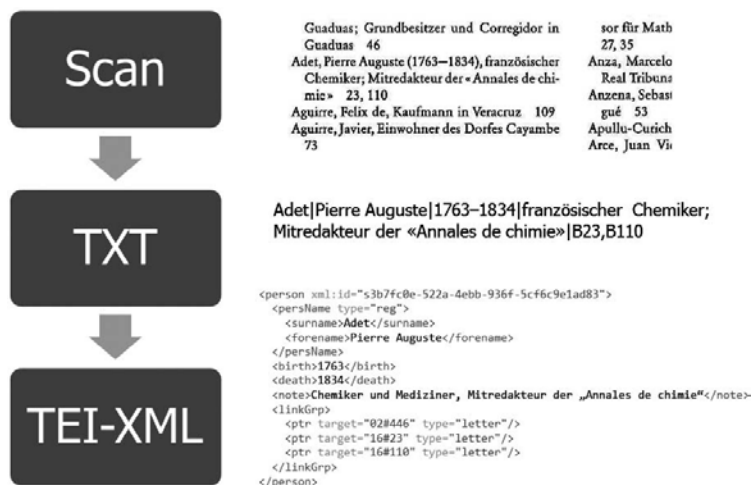 Scan
Guaduas; Grundbesitzer und Corregidor in
Guaduas 46
Adet, Pierre Auguste (1763–1834), französischer
Chemiker; Mitredakteur der «Annales de chi-
mie» 23, 110
Aguirre, Felix de, Kaufmann in Veracruz 109
Aguirre, Javier, Einwohner des Dorfes Cayambe
73
sor für Math
27, 35
Anza, Marcelo
Real Tribuna
Anzena, Sebast
gué 53
Apullu-Curich
Arce, Juan Vi
TXT
Adet|Pierre Auguste|1763–1834|französischer Chemiker;
Mitredakteur der «Annales de chimie»|B23,B110
TEI-XML
<person xml:id="s3b7fc0e-522a-4ebb-936f-5cf6c9e1ad83">
<persName type="reg">
<surname>Adet</surname>
<forename>Pierre Auguste</forename>
</persName>
<birth>1763</birth>
<death>1834</death>
<note>Chemiker und Mediziner, Mitredakteur der „Annales de chimie“</note>
<linkGrp>
<ptr target="02#446" type="letter"/>
<ptr target="16#23" type="letter"/>
<ptr target="16#110" type="letter"/>
</linkGrp>
</person>